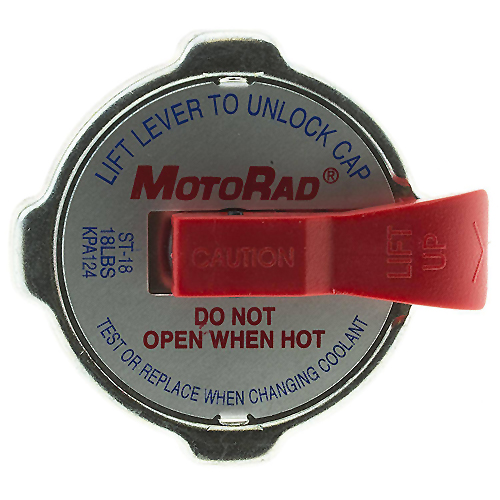 LIFT LEVER TO UNLOCK CAP
MOTORAD®
ST-18
18LBS
KPA124
CAUTION
LIFT
UP
DO NOT
OPEN WHEN HOT
TEST OR REPLACE WHEN CHANGING COOLANT